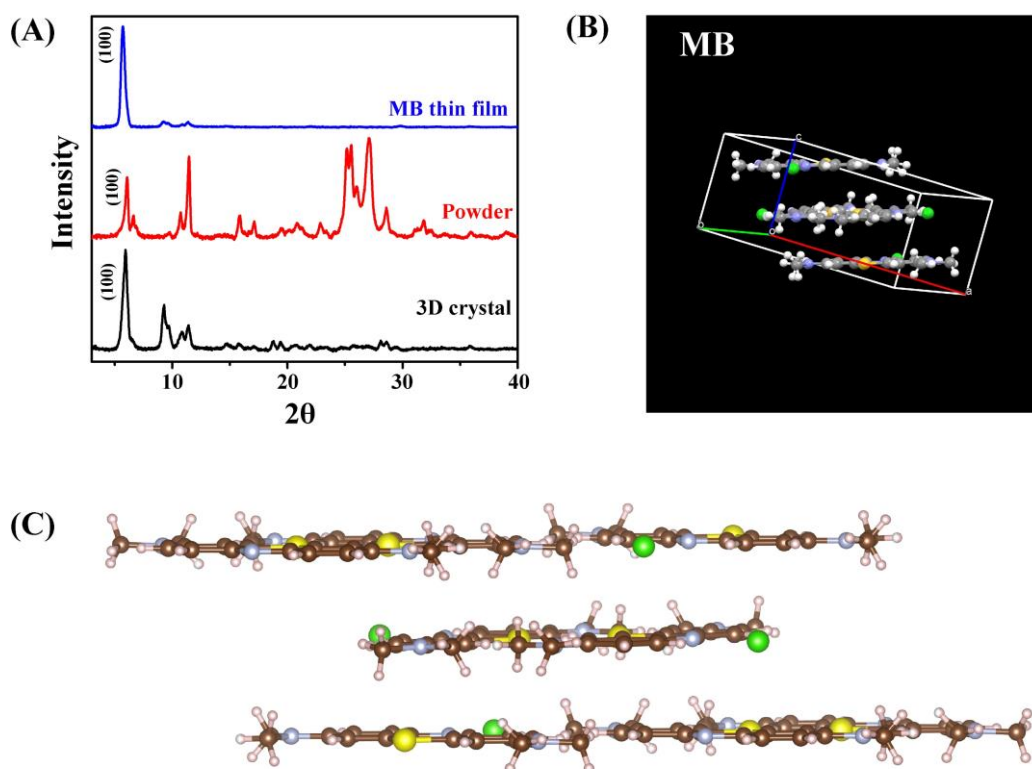 (A)
(100)
MB thin film
(100)
Powder
(100)
3D crystal
Intensity
10
20
30
40
2θ
(B)
MB
c
b
o
a
(C)